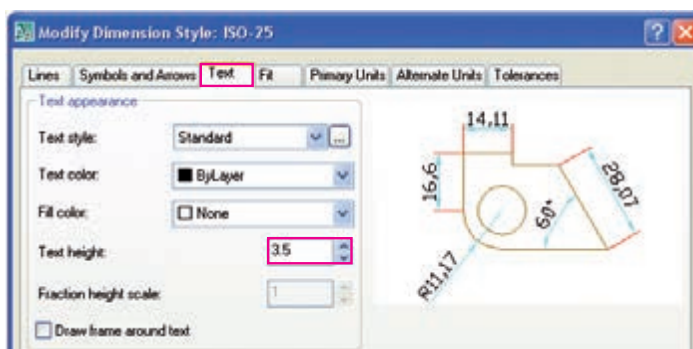 Modify Dimension Style: ISO-25
Lines Symbols and Arrows Text Fit Primary Units Alternate Units Tolerances
Text appearance
Text style: Standard ...
Text color: ByLayer
Fill color: None
Text height: 3.5
Fraction height scale: 1
Draw frame around text
14,11
16,6
28,07
60°
R11,17